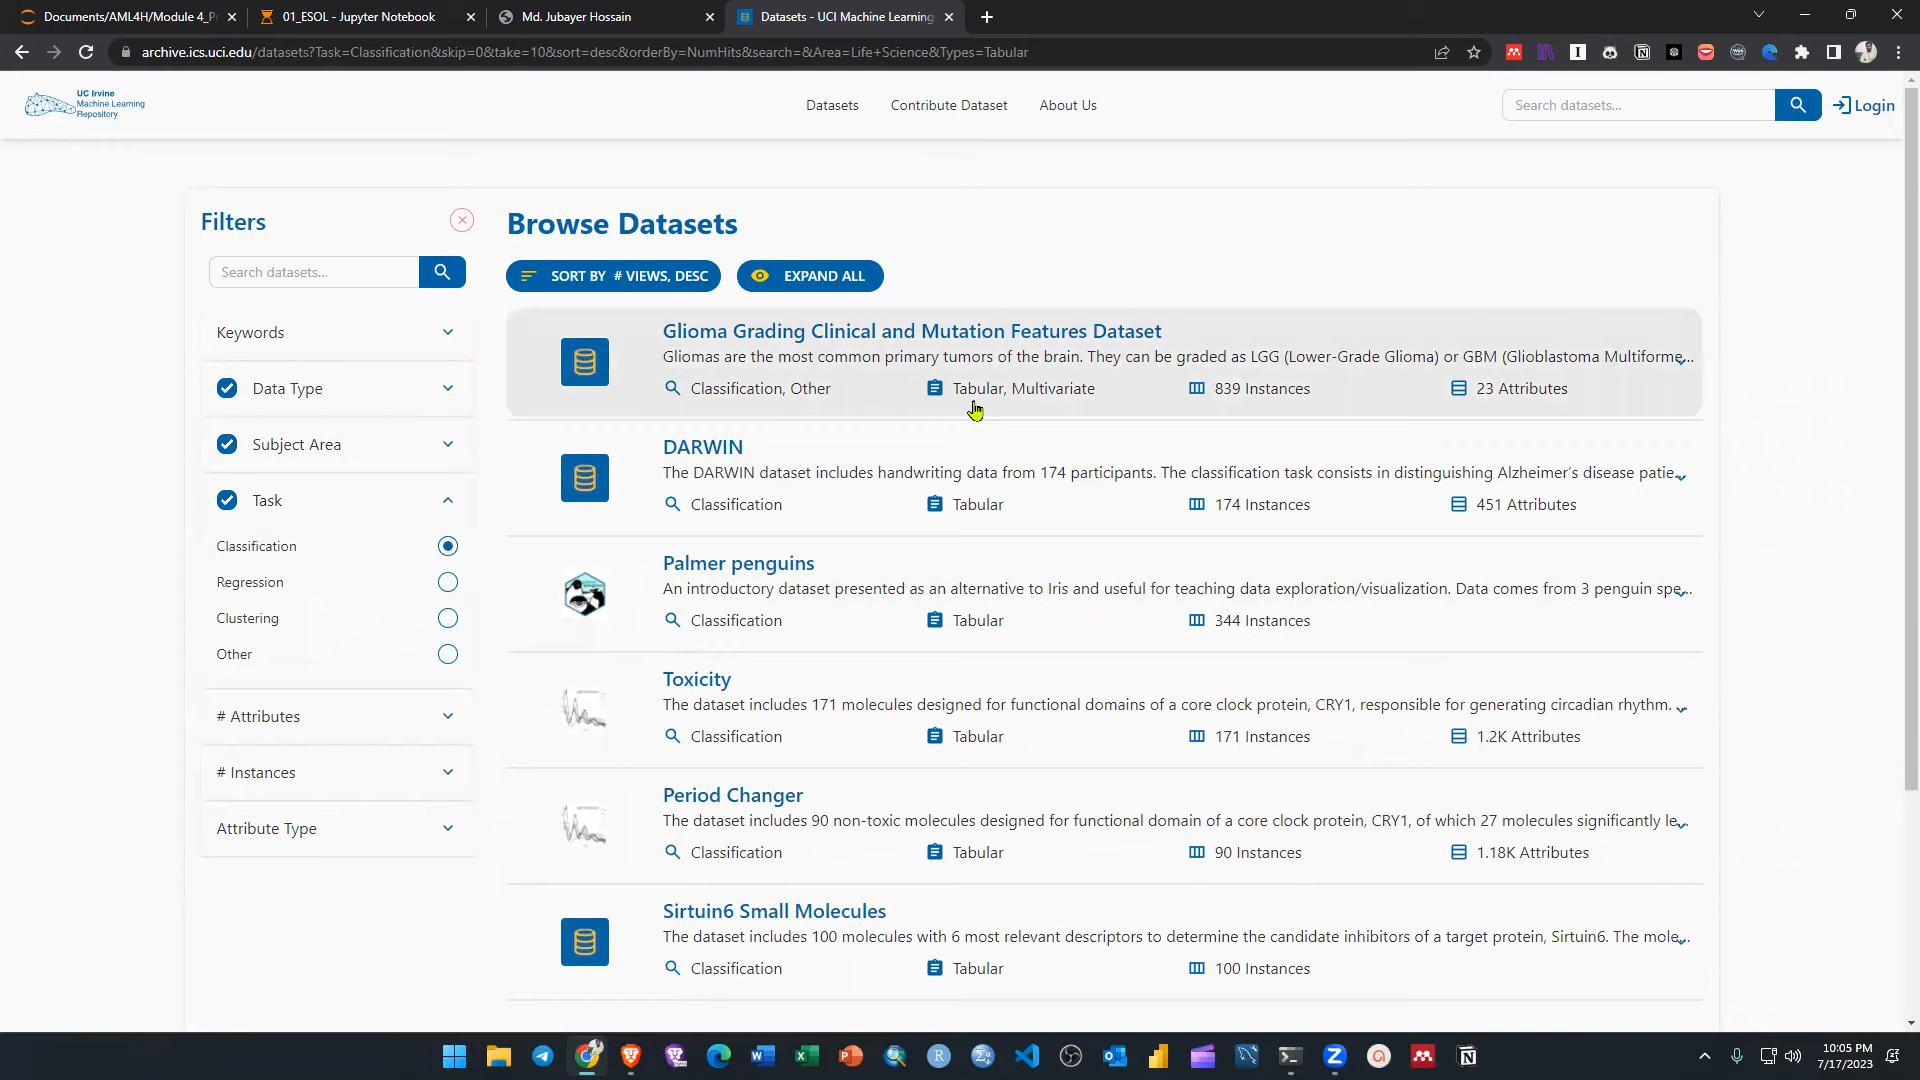 Documents/AML4H/Module 4_Pr
01_ESOL - Jupyter Notebook
Md. Jubayer Hossain
Datasets - UCI Machine Learning
archive.ics.uci.edu/datasets?Task=Classification&skip=0&take=10&sort=desc&orderBy=NumHits&search=&Area=Life+Science&Types=Tabular
UC Irvine
Machine Learning
Repository
Datasets
Contribute Dataset
About Us
Search datasets...
Login
Filters
Search datasets...
Keywords
Data Type
Subject Area
Task
Classification
Regression
Clustering
Other
# Attributes
# Instances
Attribute Type
Browse Datasets
SORT BY # VIEWS, DESC
EXPAND ALL
Glioma Grading Clinical and Mutation Features Dataset
Gliomas are the most common primary tumors of the brain. They can be graded as LGG (Lower-Grade Glioma) or GBM (Glioblastoma Multiforme...
Classification, Other
Tabular, Multivariate
839 Instances
23 Attributes
DARWIN
The DARWIN dataset includes handwriting data from 174 participants. The classification task consists in distinguishing Alzheimer's disease patie...
Classification
Tabular
174 Instances
451 Attributes
Palmer penguins
An introductory dataset presented as an alternative to Iris and useful for teaching data exploration/visualization. Data comes from 3 penguin spe...
Classification
Tabular
344 Instances
Toxicity
The dataset includes 171 molecules designed for functional domains of a core clock protein, CRY1, responsible for generating circadian rhythm.
Classification
Tabular
171 Instances
1.2K Attributes
Period Changer
The dataset includes 90 non-toxic molecules designed for functional domain of a core clock protein, CRY1, of which 27 molecules significantly le...
Classification
Tabular
90 Instances
1.18K Attributes
Sirtuin6 Small Molecules
The dataset includes 100 molecules with 6 most relevant descriptors to determine the candidate inhibitors of a target protein, Sirtuin6. The mole...
Classification
Tabular
100 Instances
10:05 PM
7/17/2023